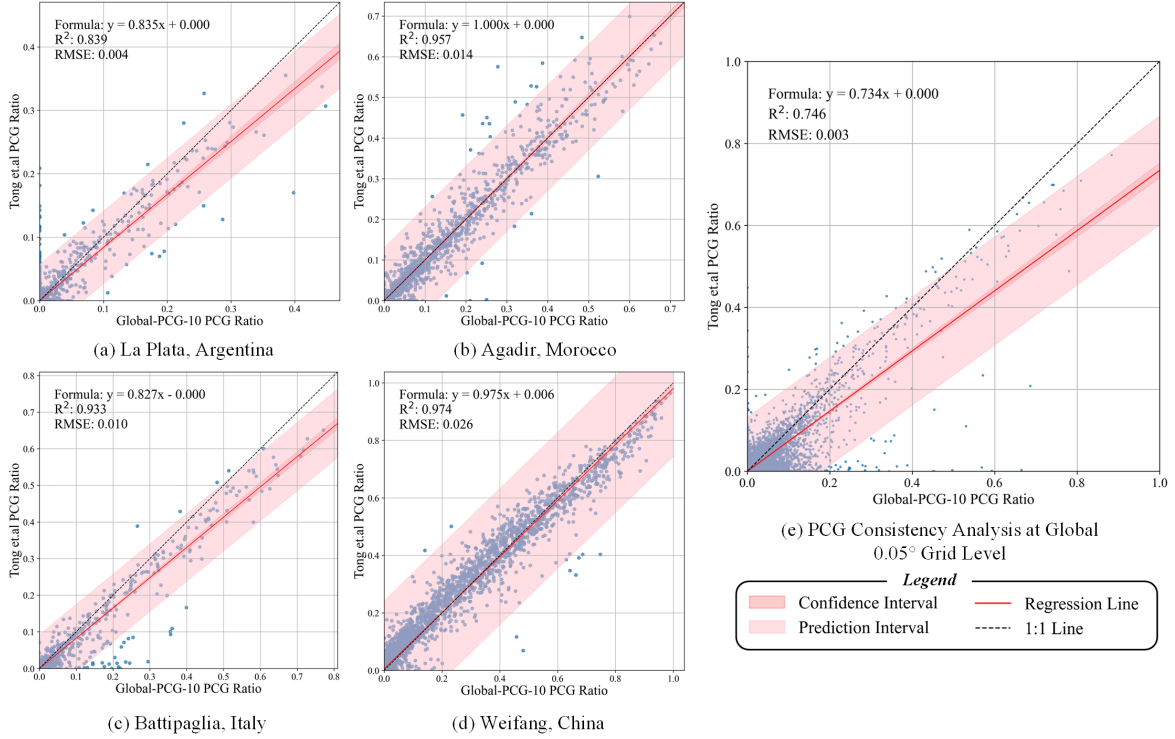 Formula: y = 0.835x + 0.000
R²: 0.839
RMSE: 0.004
Tong et.al PCG Ratio
0.4
0.3
0.2
0.1
0.0
0.0 0.1 0.2 0.3 0.4
Global-PCG-10 PCG Ratio
(a) La Plata, Argentina
Formula: y = 1.000x + 0.000
R²: 0.957
RMSE: 0.014
Tong et.al PCG Ratio
0.7
0.6
0.5
0.4
0.3
0.2
0.1
0.0
0.0 0.1 0.2 0.3 0.4 0.5 0.6 0.7
Global-PCG-10 PCG Ratio
(b) Agadir, Morocco
Formula: y = 0.827x - 0.000
R²: 0.933
RMSE: 0.010
Tong et.al PCG Ratio
0.8
0.7
0.6
0.5
0.4
0.3
0.2
0.1
0.0
0.0 0.1 0.2 0.3 0.4 0.5 0.6 0.7 0.8
Global-PCG-10 PCG Ratio
(c) Battipaglia, Italy
Formula: y = 0.975x + 0.006
R²: 0.974
RMSE: 0.026
Tong et.al PCG Ratio
1.0
0.8
0.6
0.4
0.2
0.0
0.0 0.2 0.4 0.6 0.8 1.0
Global-PCG-10 PCG Ratio
(d) Weifang, China
Formula: y = 0.734x + 0.000
R²: 0.746
RMSE: 0.003
Tong et.al PCG Ratio
1.0
0.8
0.6
0.4
0.2
0.0
0.0 0.2 0.4 0.6 0.8 1.0
Global-PCG-10 PCG Ratio
(e) PCG Consistency Analysis at Global
0.05° Grid Level
Legend
Confidence Interval
Regression Line
Prediction Interval
1:1 Line